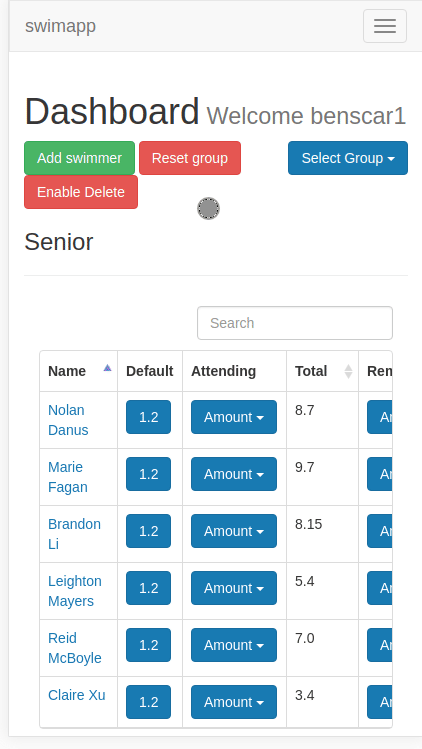 swimapp
Dashboard Welcome benscar1
Add swimmer Reset group Select Group
Enable Delete
Senior
Search
Name Default Attending Total Rem
Nolan Danus 1.2 Amount 8.7 Ar
Marie Fagan 1.2 Amount 9.7 Ar
Brandon Li 1.2 Amount 8.15 Ar
Leighton Mayers 1.2 Amount 5.4 Ar
Reid McBoyle 1.2 Amount 7.0 Ar
Claire Xu 1.2 Amount 3.4 Ar